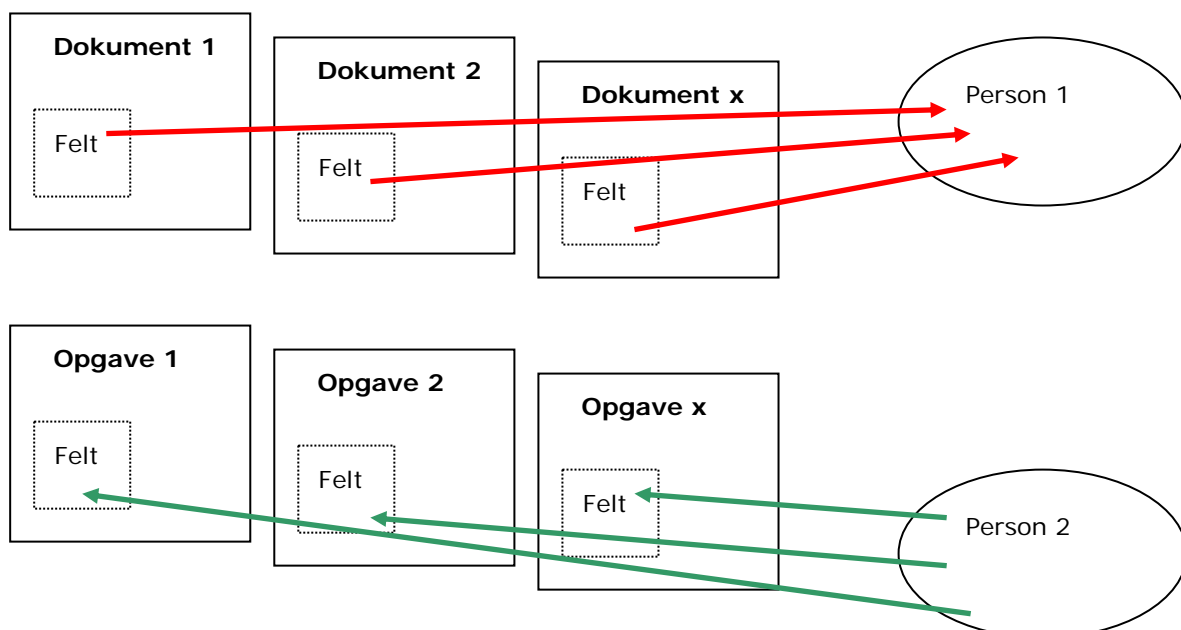 Dokument 1
Felt
Dokument 2
Felt
Dokument x
Felt
Person 1
Opgave 1
Felt
Opgave 2
Felt
Opgave x
Felt
Person 2